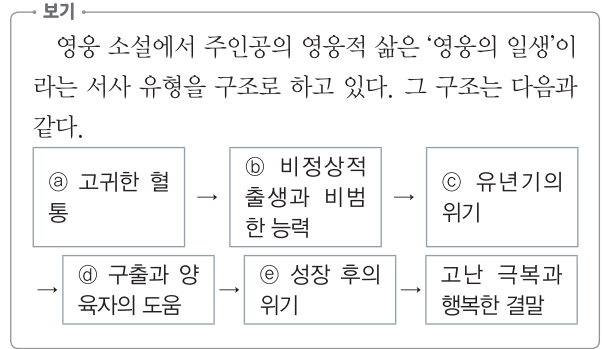 보기
영웅 소설에서 주인공의 영웅적 삶은 ‘영웅의 일생’이
라는 서사 유형을 구조로 하고 있다. 그 구조는 다음과
같다.
ⓐ 고귀한 혈
통
→
ⓑ 비정상적
출생과 비범
한 능력
→
ⓒ 유년기의
위기
→
ⓓ 구출과 양
육자의 도움
→
ⓔ 성장 후의
위기
→
고난 극복과
행복한 결말